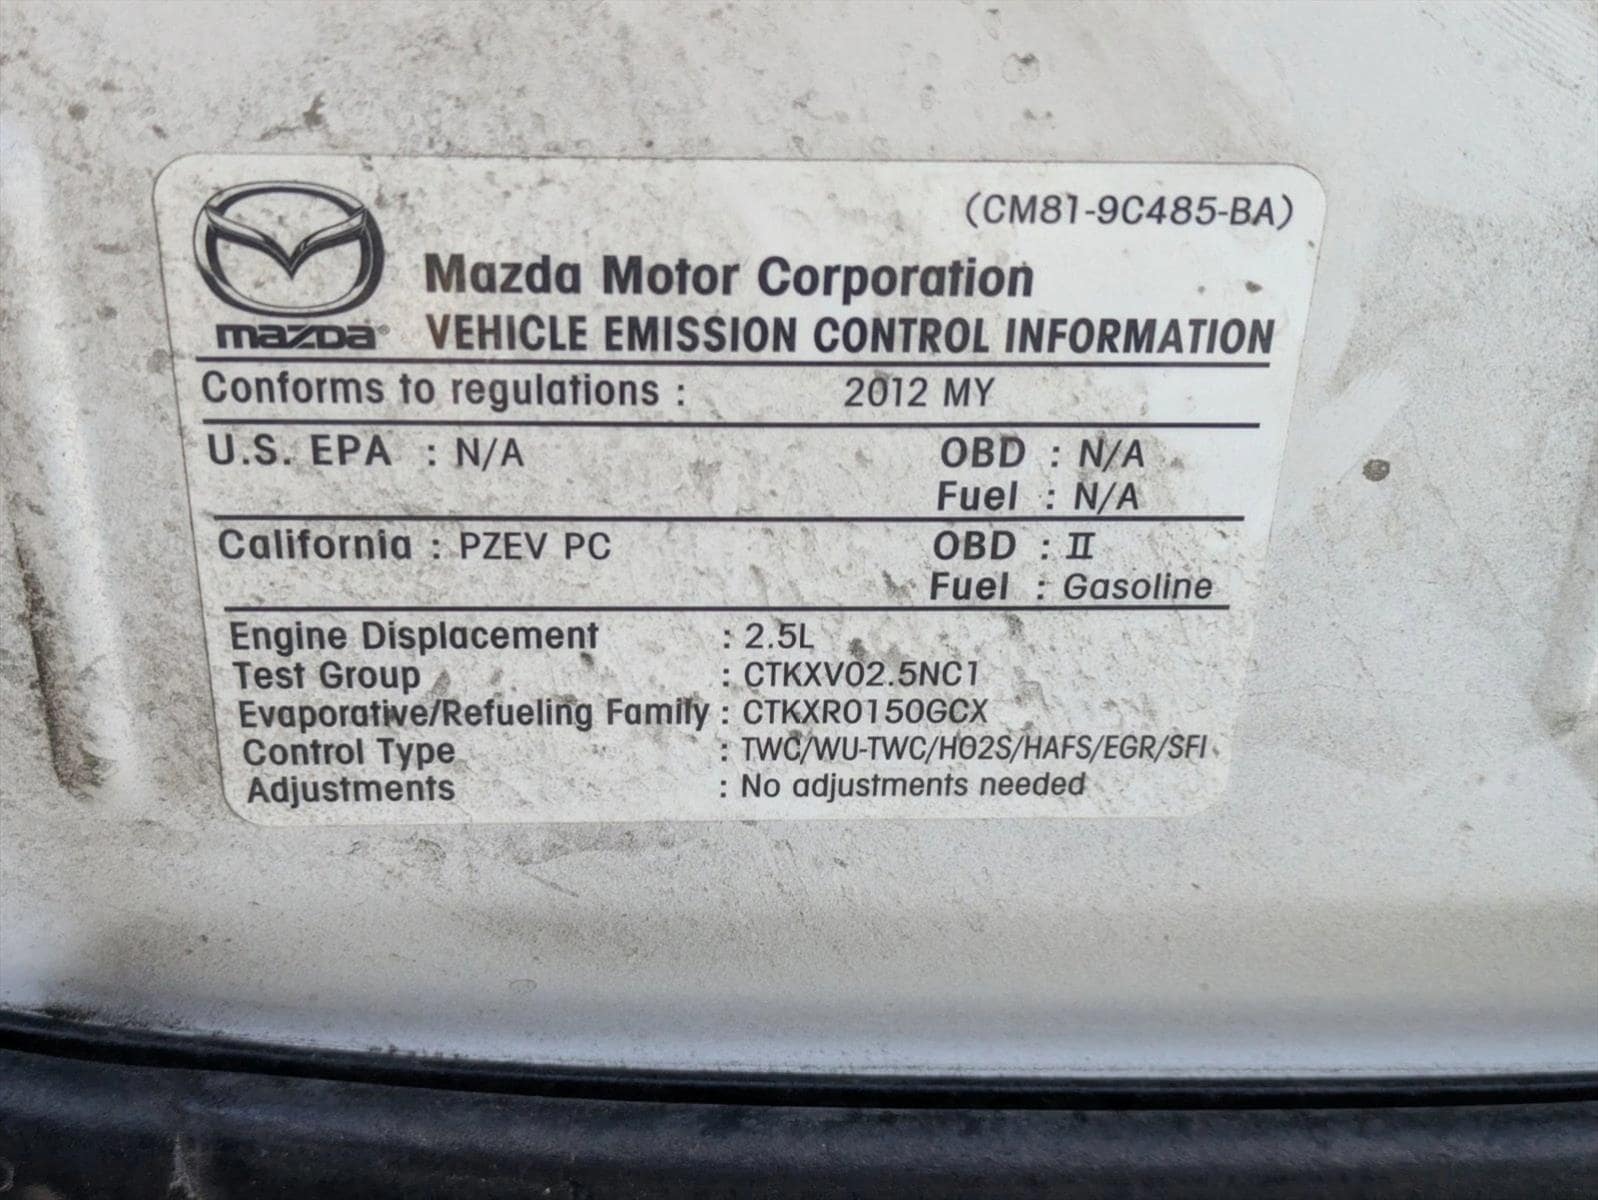 (CM81-9C485-BA)
Mazda Motor Corporation
mazda
VEHICLE EMISSION CONTROL INFORMATION
Conforms to regulations : 2012 MY
U.S. EPA : N/A OBD : N/A
Fuel : N/A
California : PZEV PC OBD : II
Fuel : Gasoline
Engine Displacement : 2.5L
Test Group : CTKXV02.5NC1
Evaporative/Refueling Family : CTKXR0150GCX
Control Type : TWC/WU-TWC/HO2S/HAFS/EGR/SFI
Adjustments : No adjustments needed